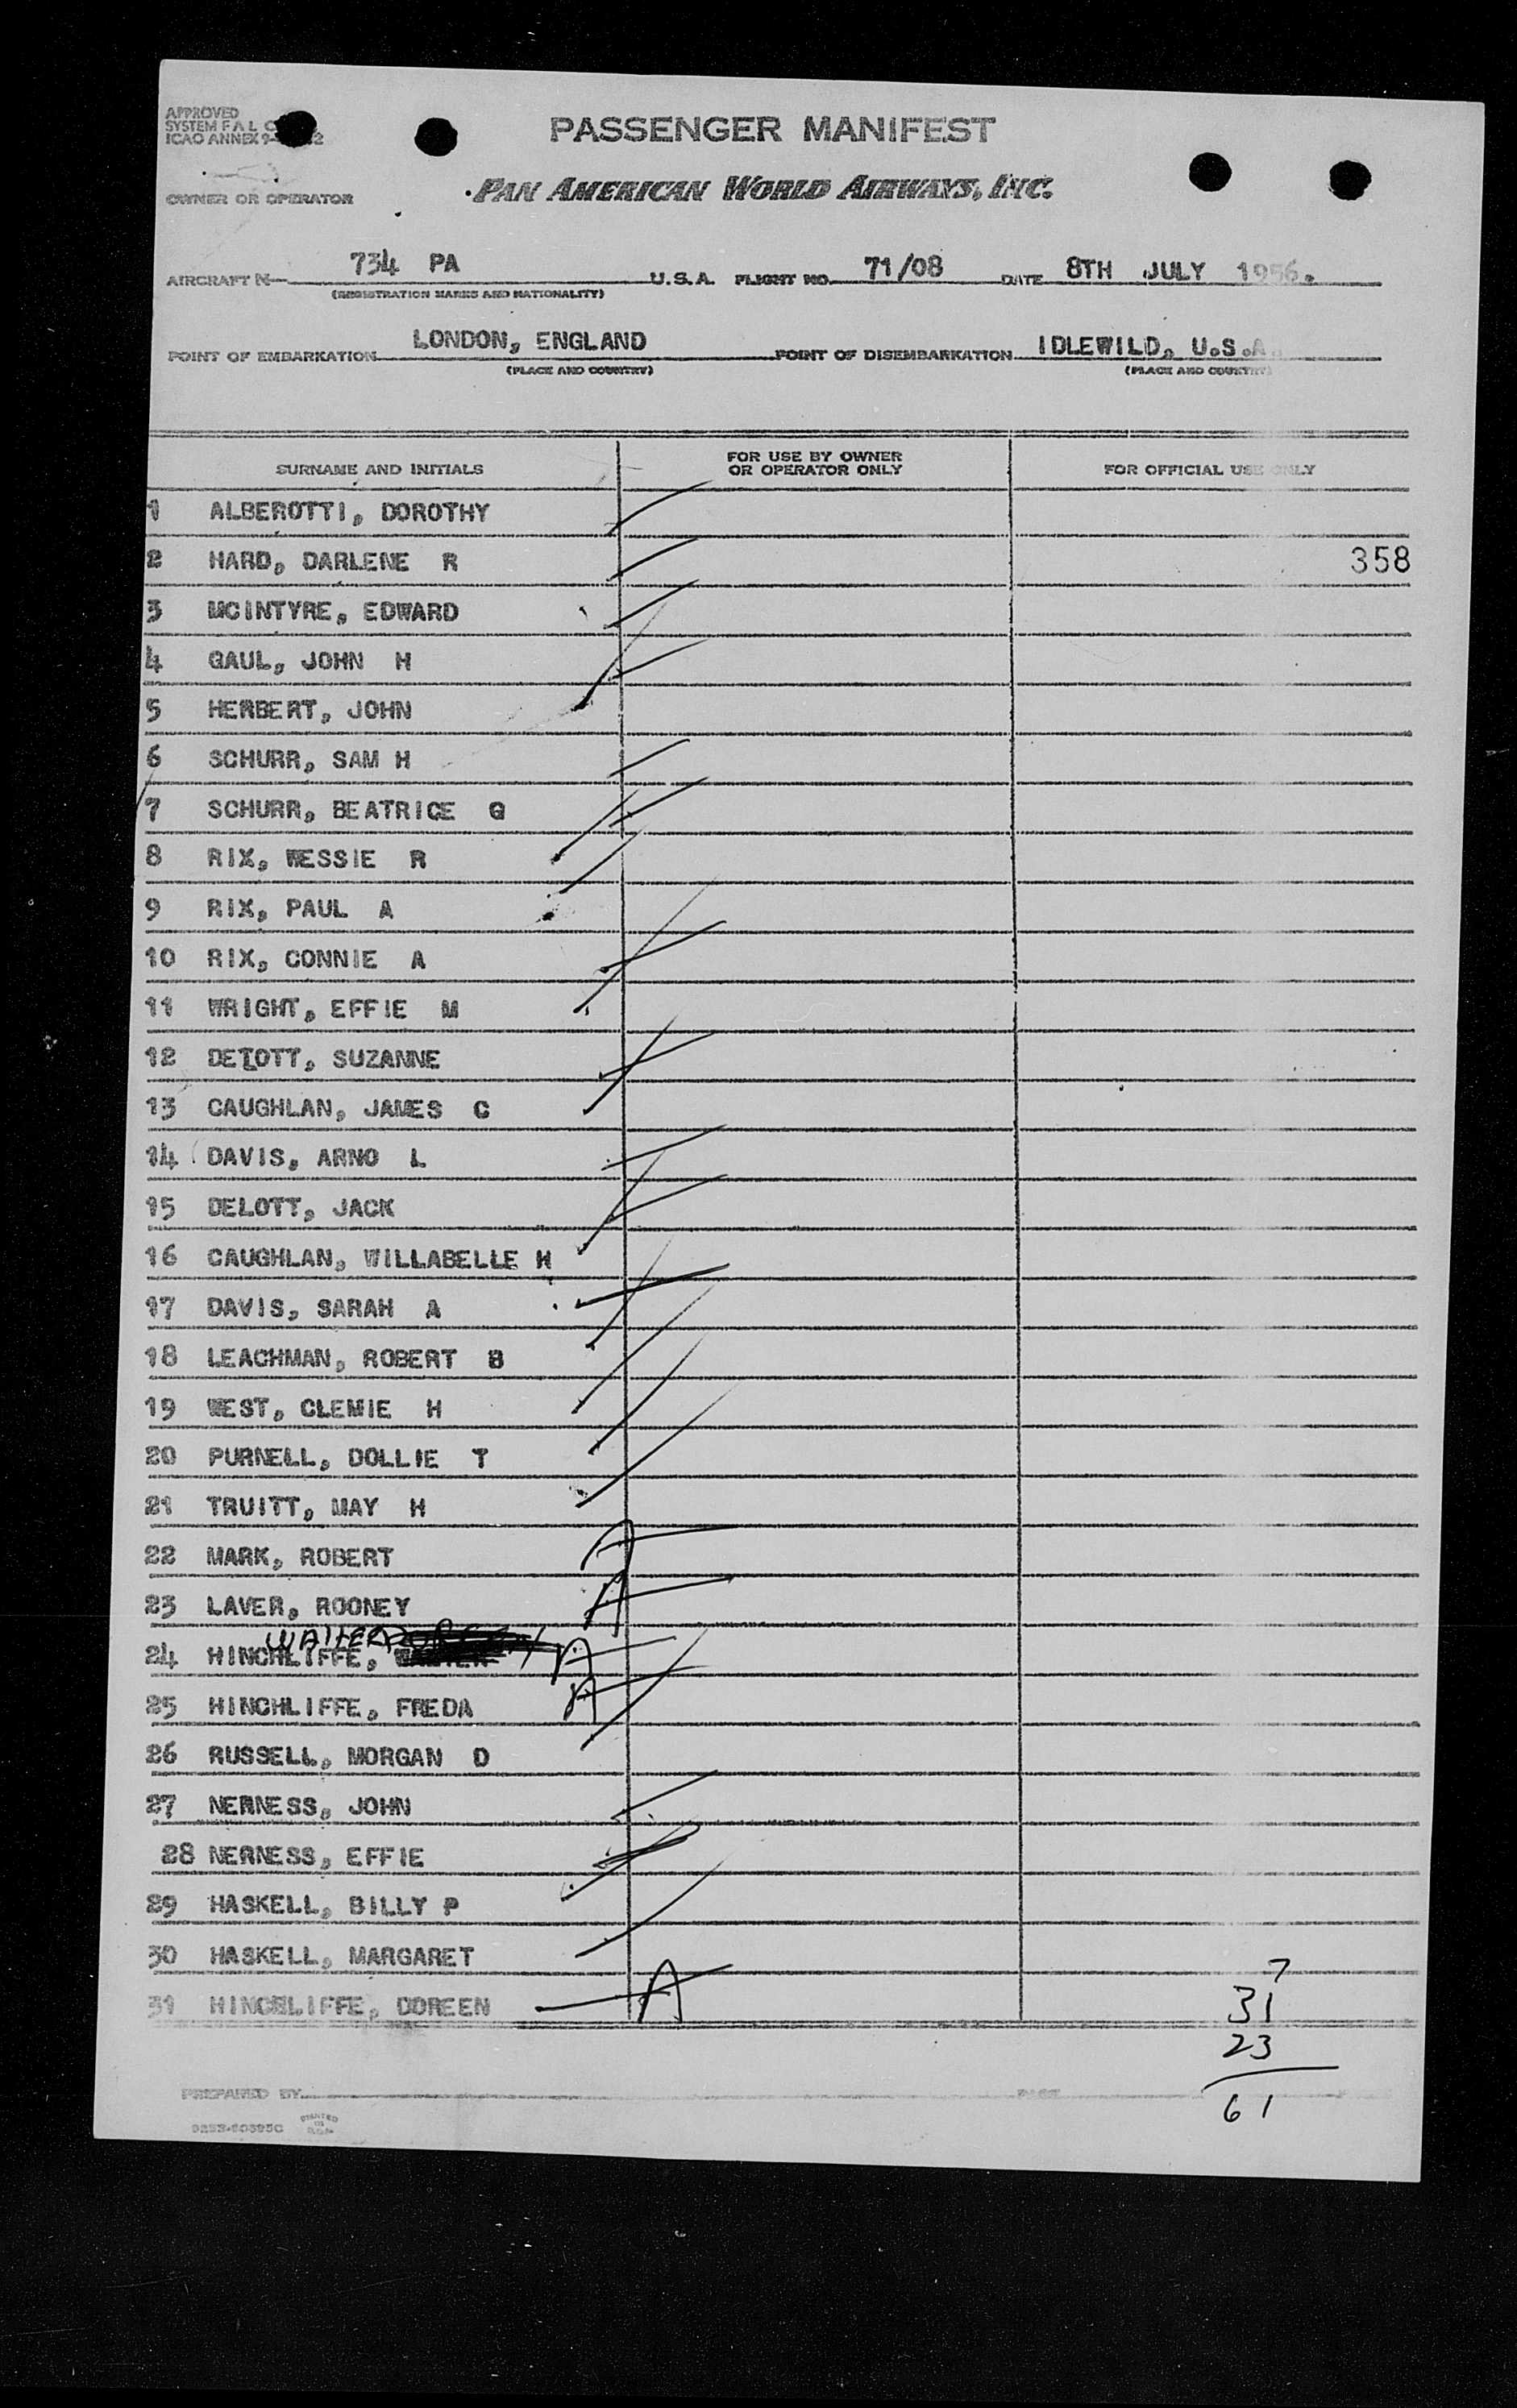 APPROVED
SYSTEM F A L C
ICAO ANNEX 9
PASSENGER MANIFEST
OWNER OR OPERATOR
PAN AMERICAN WORLD AIRWAYS, INC.
AIRCRAFT N 734 PA U.S.A. FLIGHT NO. 71/08 DATE 8TH JULY 1956.
(REGISTRATION MARKS AND NATIONALITY)
POINT OF EMBARKATION LONDON, ENGLAND POINT OF DISEMBARKATION IDLEWILD, U.S.A.
(PLACE AND COUNTRY) (PLACE AND COUNTRY)
SURNAME AND INITIALS FOR USE BY OWNER OR OPERATOR ONLY FOR OFFICIAL USE ONLY
1 ALBEROTTI, DOROTHY
2 HARD, DARLENE R 358
3 MCINTYRE, EDWARD
4 GAUL, JOHN H
5 HERBERT, JOHN
6 SCHURR, SAM H
7 SCHURR, BEATRICE G
8 RIX, WESSIE R
9 RIX, PAUL A
10 RIX, CONNIE A
11 WRIGHT, EFFIE M
12 DELOTT, SUZANNE
13 CAUGHLAN, JAMES C
14 DAVIS, ARNO L
15 DELOTT, JACK
16 CAUGHLAN, WILLABELLE H
17 DAVIS, SARAH A
18 LEACHMAN, ROBERT B
19 WEST, CLEMIE H
20 PURNELL, DOLLIE T
21 TRUITT, MAY H
22 MARK, ROBERT A
23 LAVER, ROONEY A
WALTER
24 HINCHLIFFE, A
25 HINCHLIFFE, FREDA A
26 RUSSELL, MORGAN D
27 NERNESS, JOHN
28 NERNESS, EFFIE
29 HASKELL, BILLY P
30 HASKELL, MARGARET
7
31 HINCHLIFFE, DOREEN A 31
23
PREPARED BY PAGE
61
PRINTED IN U.S.A.